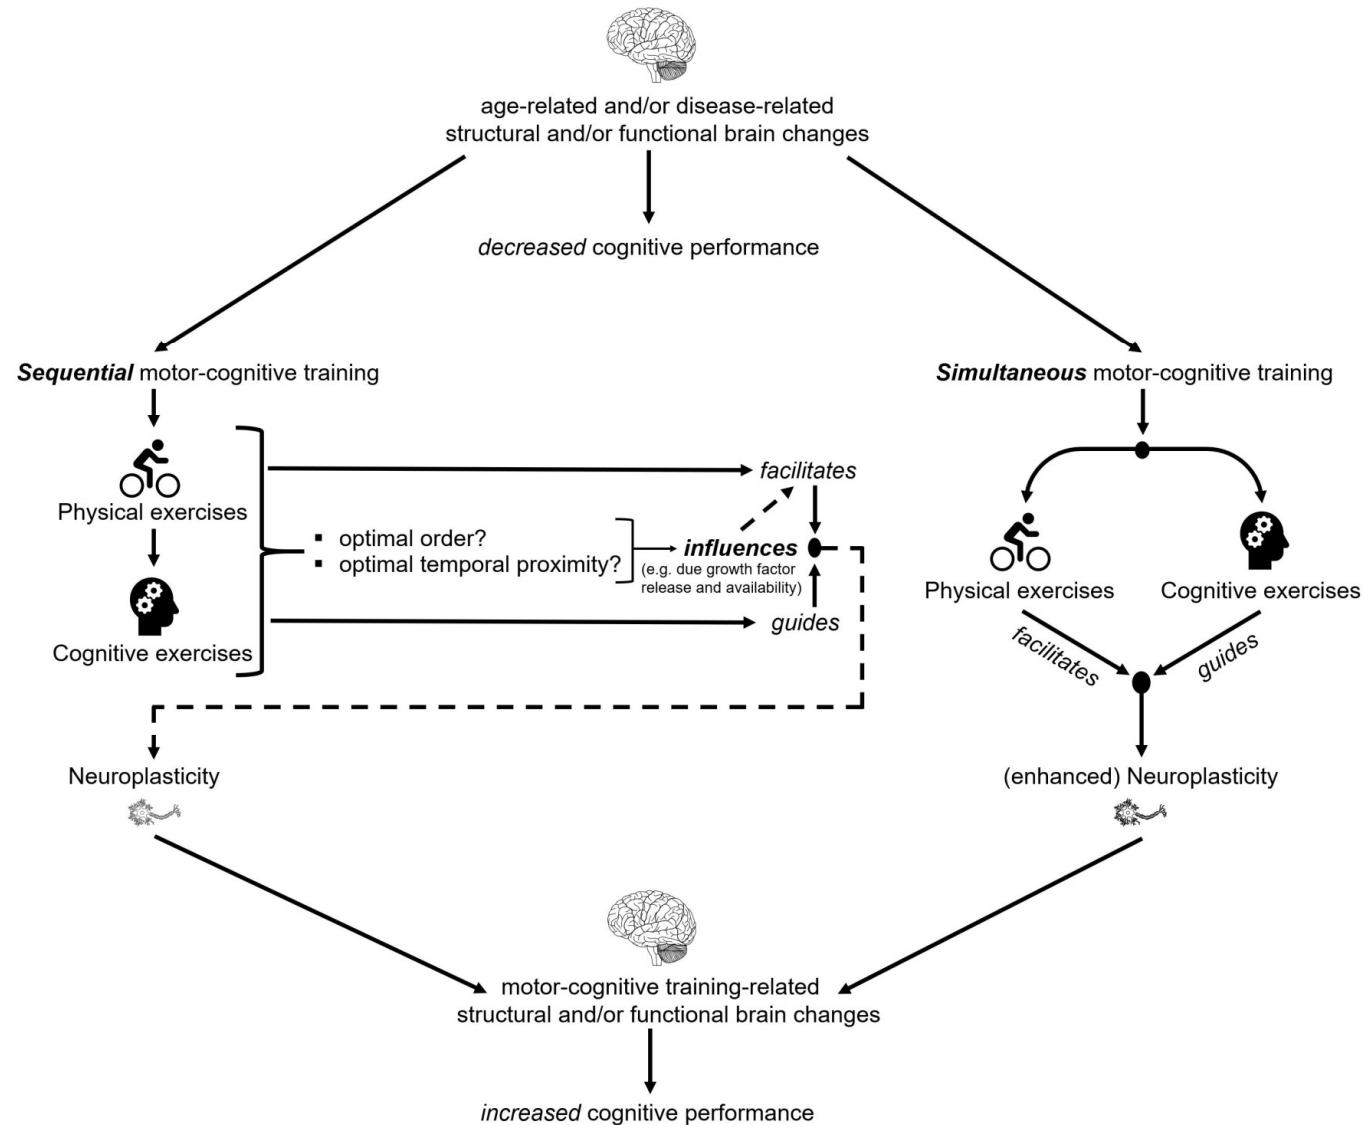 age-related and/or disease-related
structural and/or functional brain changes
decreased cognitive performance
Sequential motor-cognitive training
Physical exercises
Cognitive exercises
▪ optimal order?
▪ optimal temporal proximity?
facilitates
influences
(e.g. due growth factor
release and availability)
guides
Neuroplasticity
Simultaneous motor-cognitive training
Physical exercises
Cognitive exercises
facilitates
guides
(enhanced) Neuroplasticity
motor-cognitive training-related
structural and/or functional brain changes
increased cognitive performance